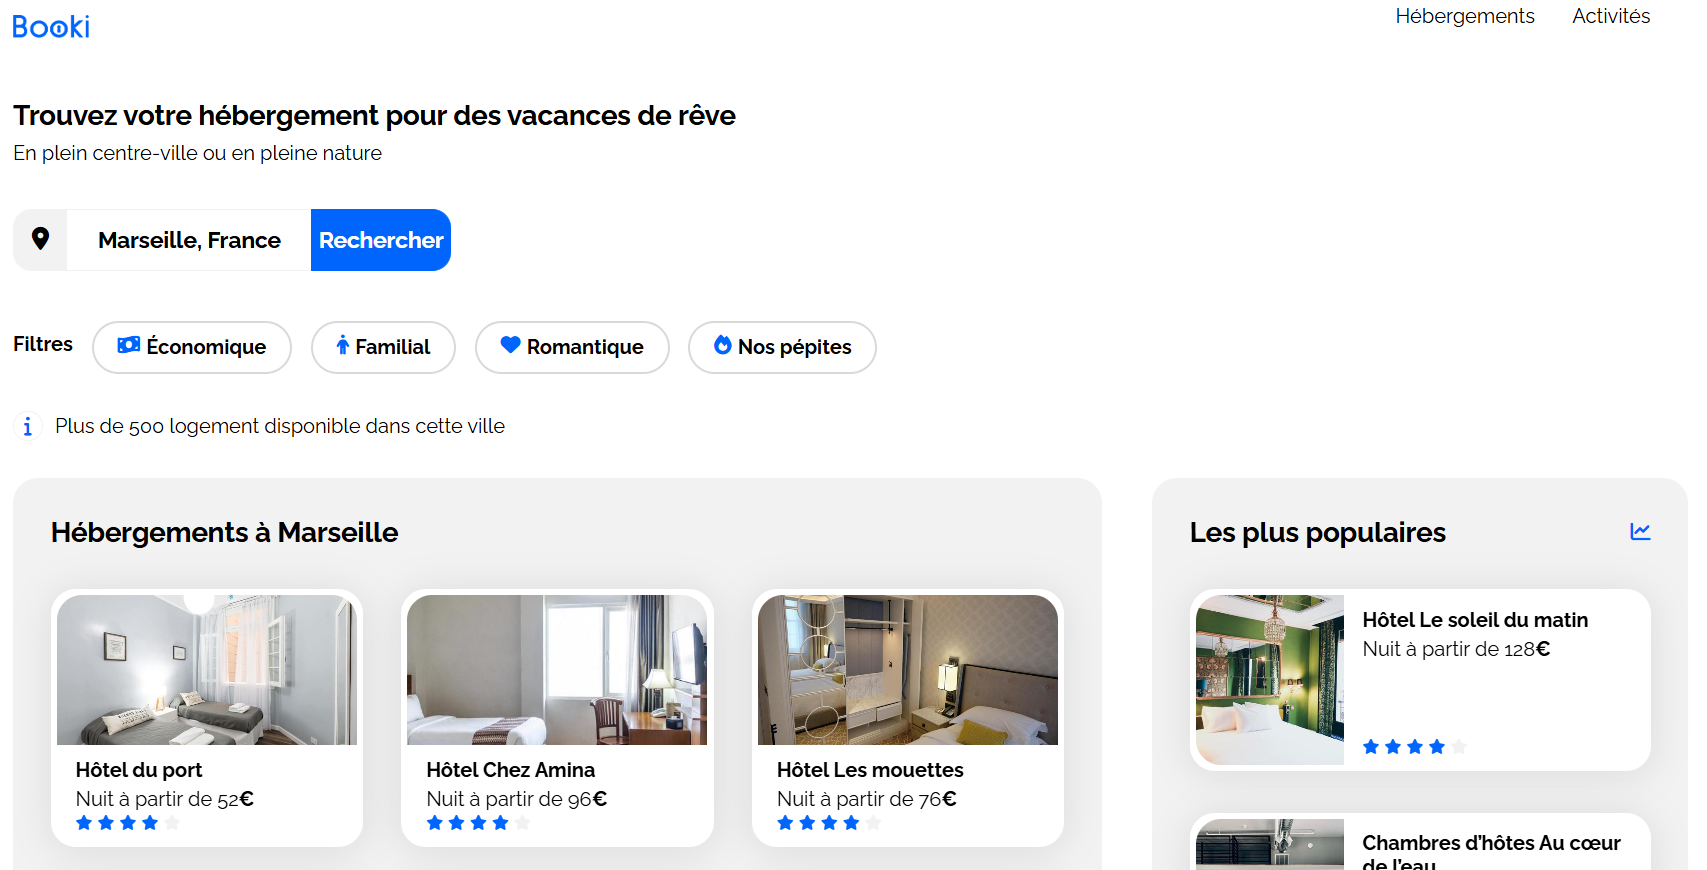 Booki
Hébergements Activités
Trouvez votre hébergement pour des vacances de rêve
En plein centre-ville ou en pleine nature
Marseille, France Rechercher
Filtres Économique Familial Romantique Nos pépites
Plus de 500 logement disponible dans cette ville
Hébergements à Marseille
Hôtel du port
Nuit à partir de 52€
Hôtel Chez Amina
Nuit à partir de 96€
Hôtel Les mouettes
Nuit à partir de 76€
Les plus populaires
Hôtel Le soleil du matin
Nuit à partir de 128€
Chambres d'hôtes Au cœur
de l'eau